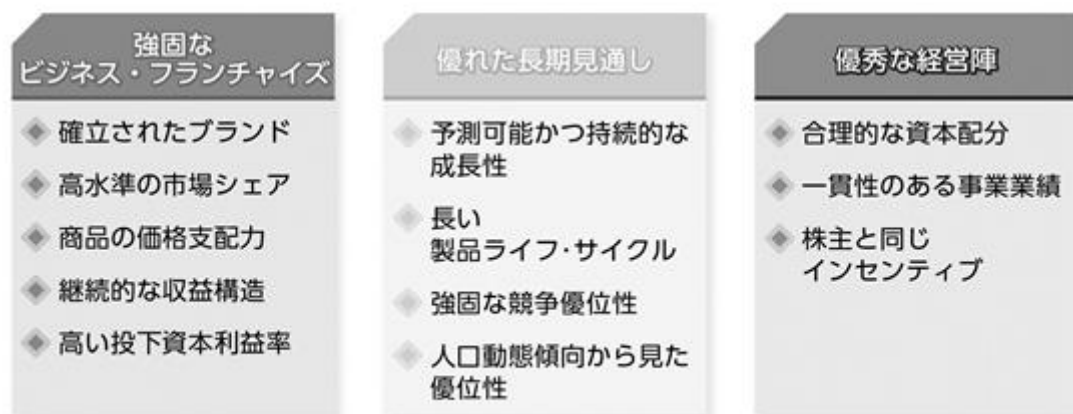 強固な
ビジネス・フランチャイズ
確立されたブランド
高水準の市場シェア
商品の価格支配力
継続的な収益構造
高い投下資本利益率
優れた長期見通し
予測可能かつ持続的な
成長性
長い
製品ライフ・サイクル
強固な競争優位性
人口動態傾向から見た
優位性
優秀な経営陣
合理的な資本配分
一貫性のある事業業績
株主と同じ
インセンティブ